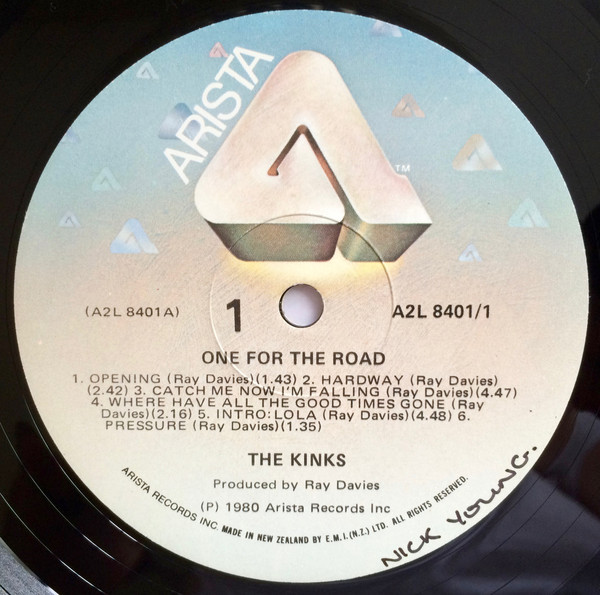 ARISTA
TM
(A2L 8401A)
1
A2L 8401/1
ONE FOR THE ROAD
1. OPENING (Ray Davies)(1.43) 2. HARDWAY (Ray Davies)
(2.42) 3. CATCH ME NOW I'M FALLING (Ray Davies)(4.47)
4. WHERE HAVE ALL THE GOOD TIMES GONE (Ray
Davies)(2.16) 5. INTRO: LOLA (Ray Davies)(4.48) 6.
PRESSURE (Ray Davies)(1.35)
THE KINKS
Produced by Ray Davies
(P) 1980 Arista Records Inc
ARISTA RECORDS INC. MADE IN NEW ZEALAND BY E.M.I.(N.Z.) LTD. ALL RIGHTS RESERVED.
NICK YOUNG.